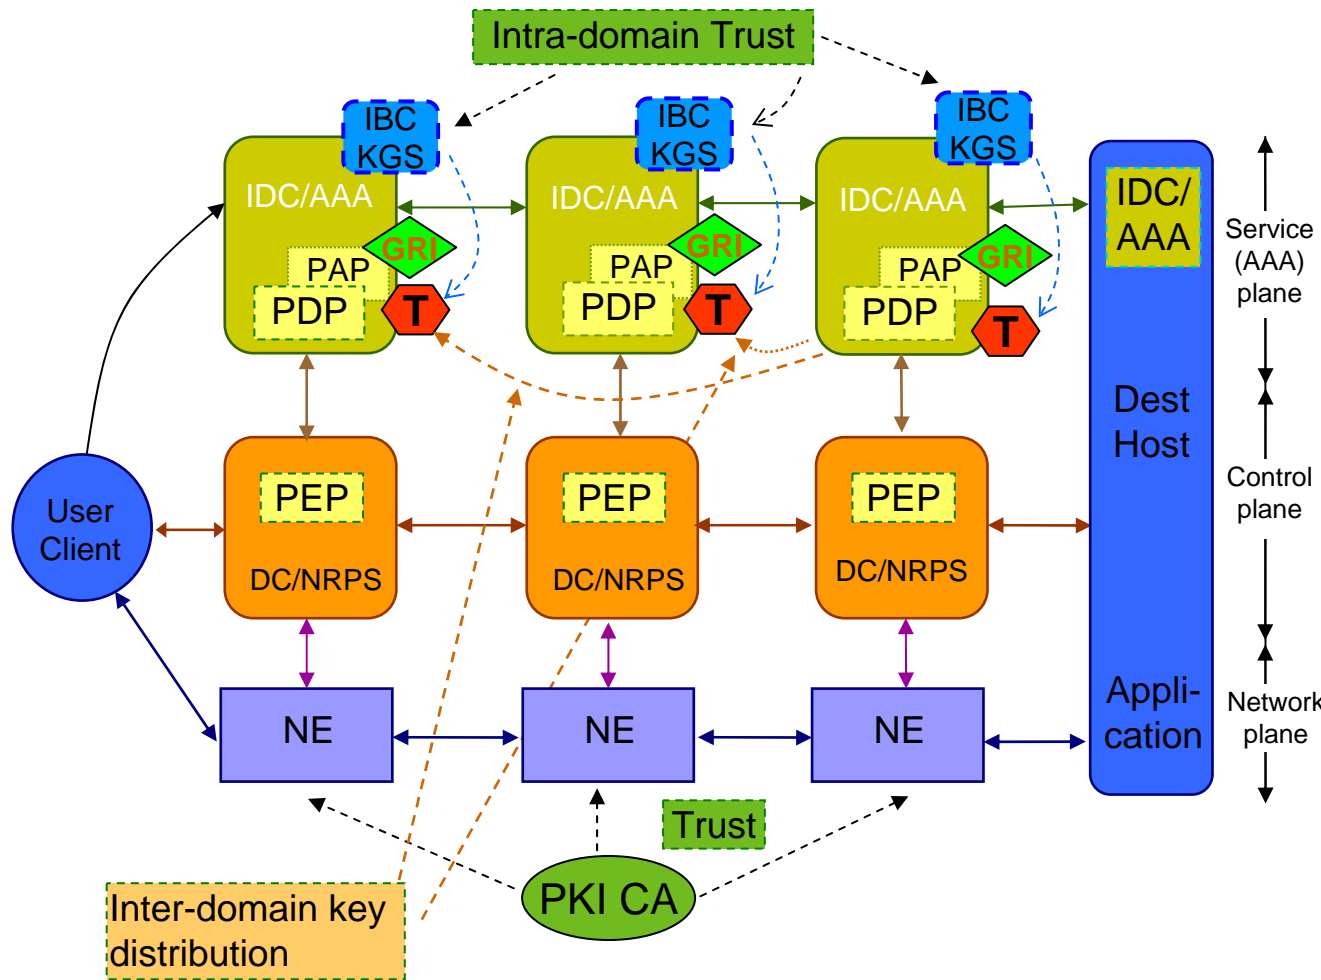 Intra-domain Trust
IBC
KGS
IBC
KGS
IBC
KGS
IDC/AAA
IDC/AAA
IDC/AAA
IDC/
AAA
GRI
GRI
GRI
PAP
PAP
PAP
PDP
PDP
PDP
T
T
T
Service
(AAA)
plane
Dest
Host
User
Client
PEP
PEP
PEP
Control
plane
DC/NRPS
DC/NRPS
DC/NRPS
NE
NE
NE
Appli-
cation
Network
plane
Trust
PKI CA
Inter-domain key
distribution